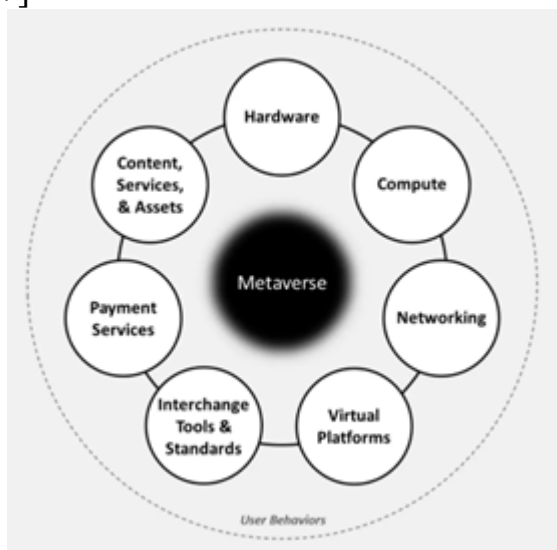 Hardware
Compute
Networking
Virtual
Platforms
Interchange
Tools &
Standards
Payment
Services
Content,
Services,
& Assets
Metaverse
User Behaviors